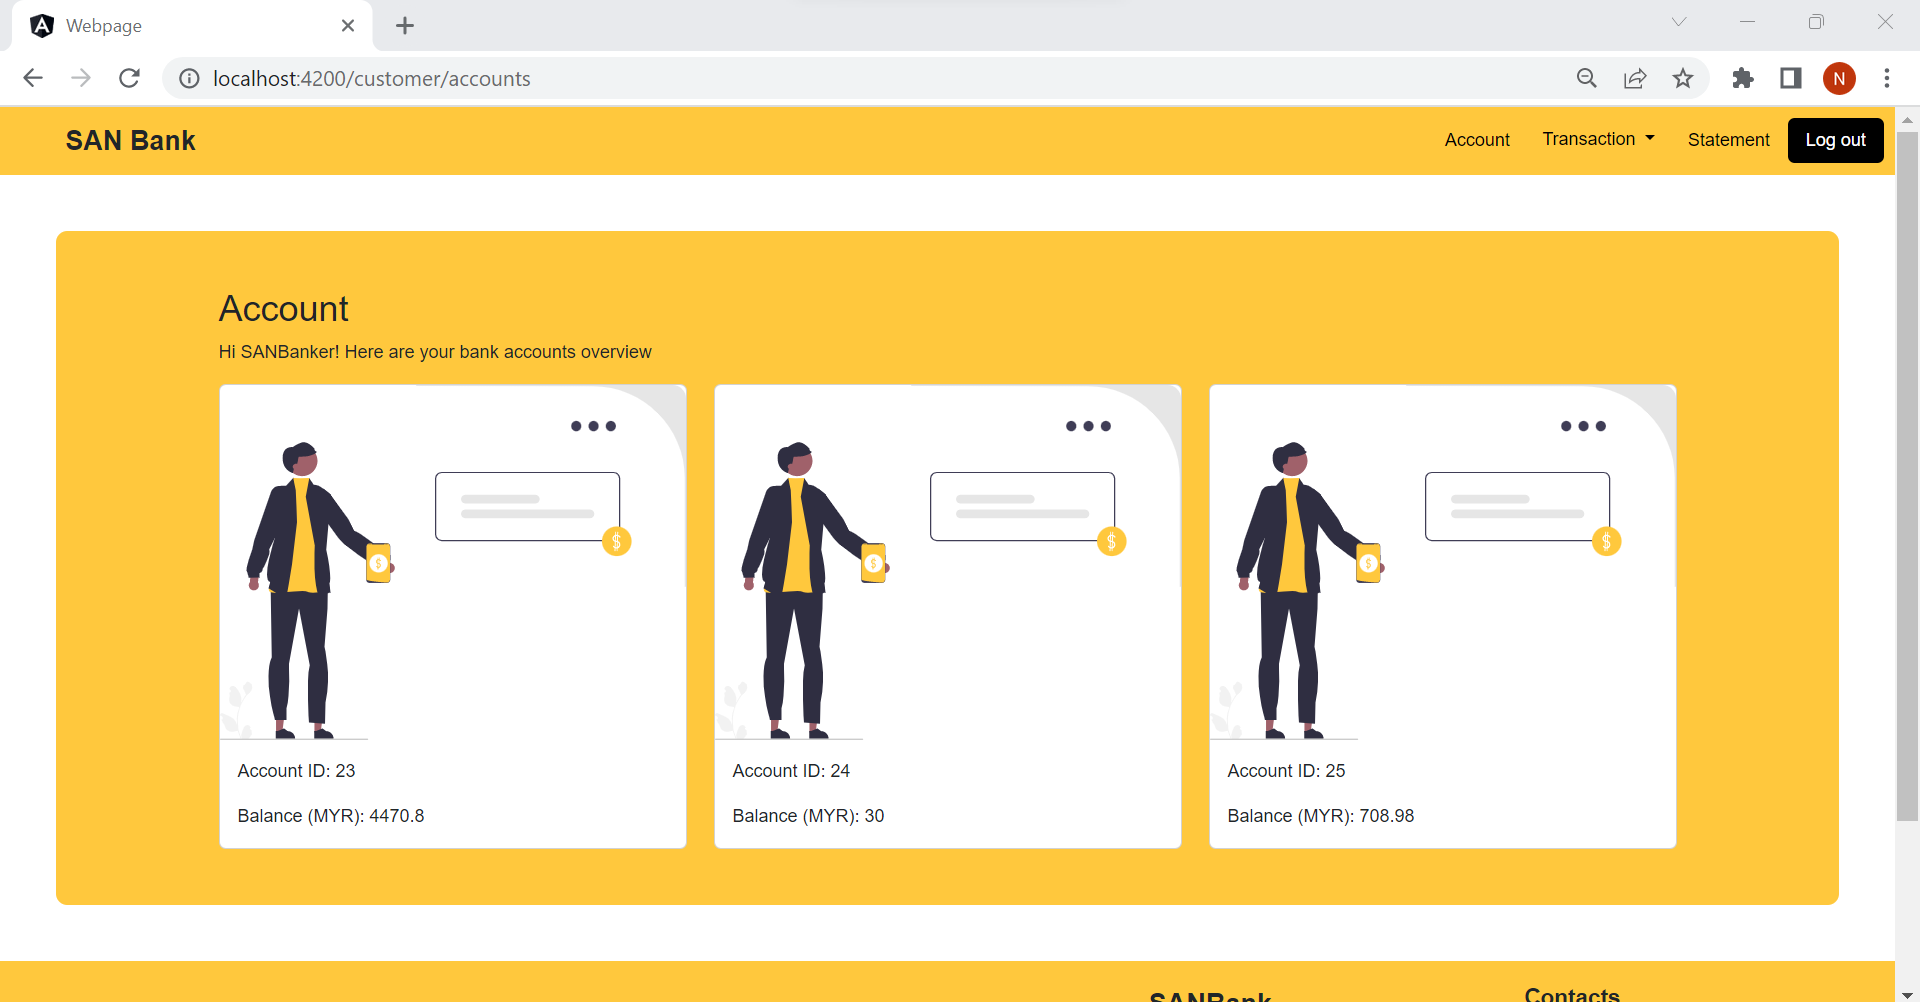 Webpage
localhost:4200/customer/accounts
N
SAN Bank
Account
Transaction
Statement
Log out
Account
Hi SANBanker! Here are your bank accounts overview
$
$
$
$
$
$
Account ID: 23
Balance (MYR): 4470.8
Account ID: 24
Balance (MYR): 30
Account ID: 25
Balance (MYR): 708.98
SANBank
Contacts